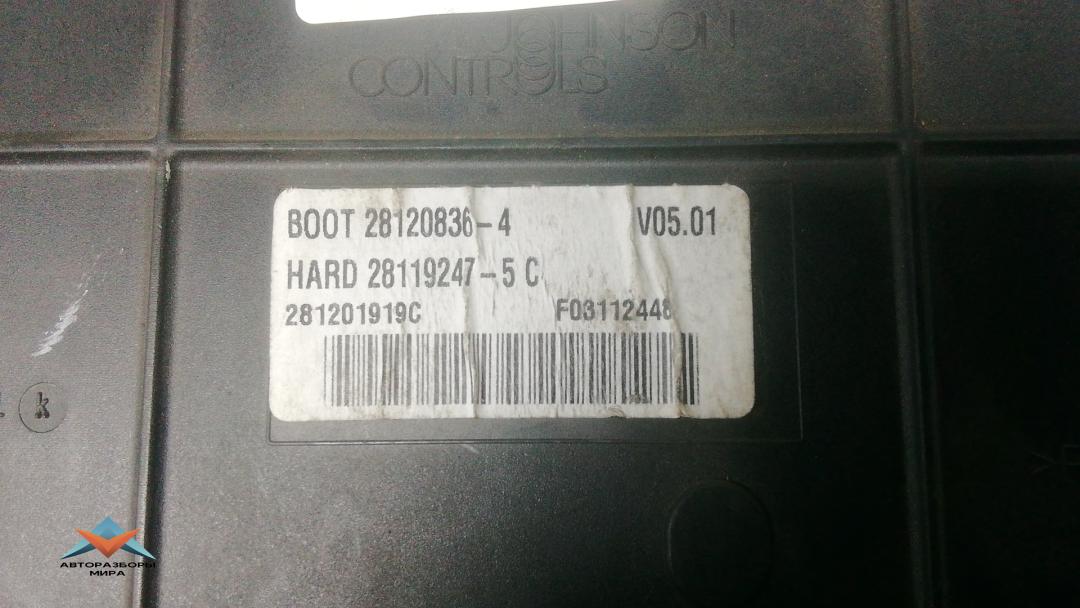 JOHNSON
CONTROLS
BOOT 28120836-4 V05.01
HARD 28119247-5 C
281201919C F03112448
k
АВТОРАЗБОРЫ
МИРА